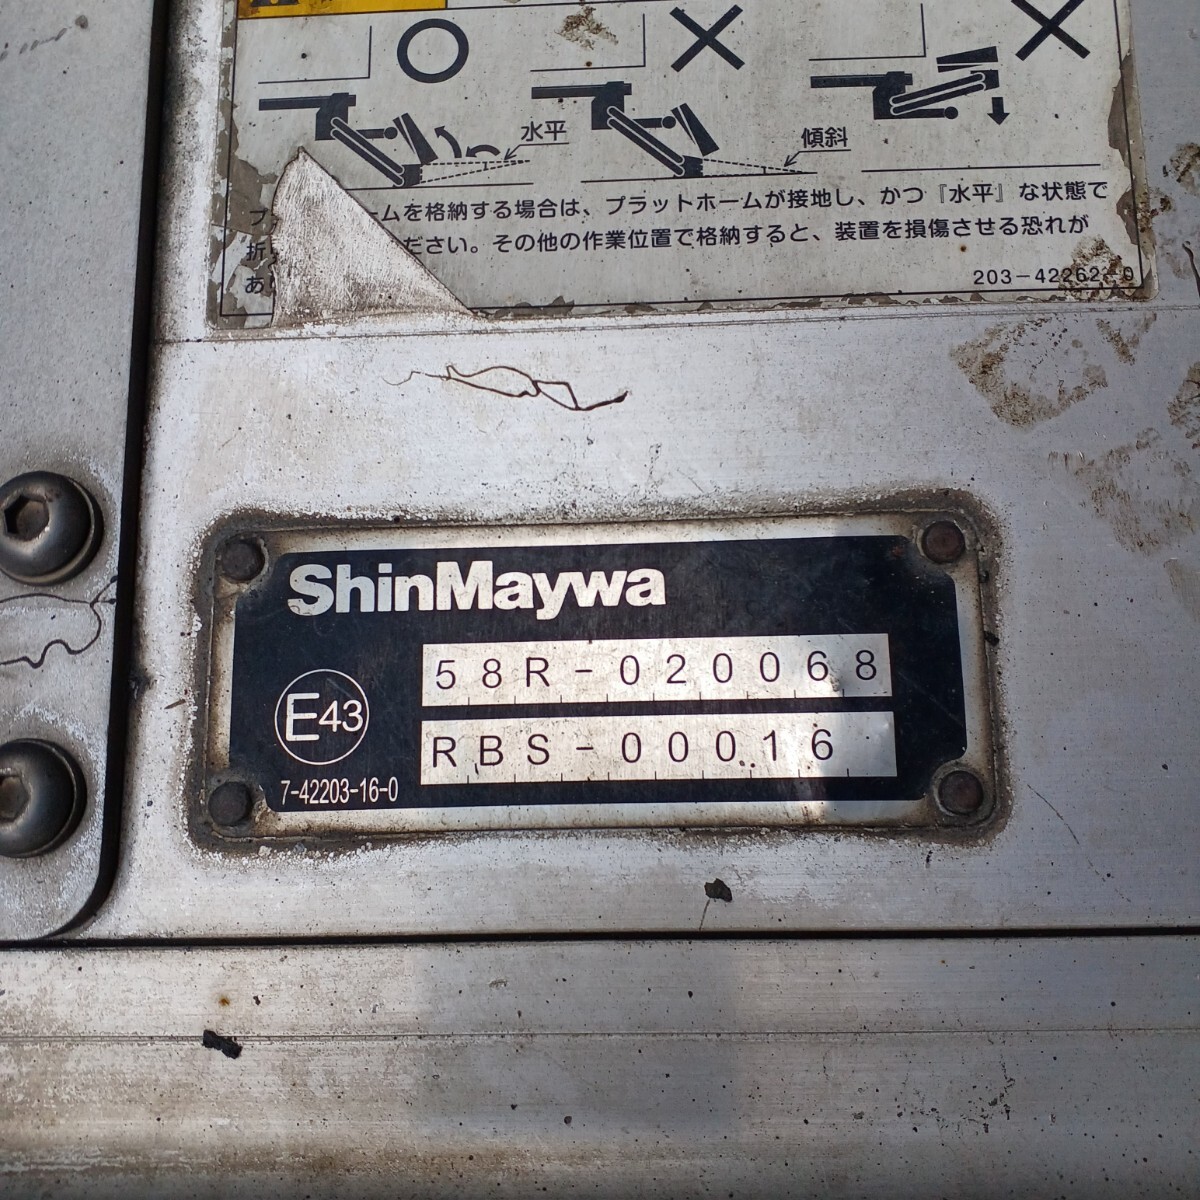 水平
傾斜
ームを格納する場合は、プラットホームが接地し、かつ『水平』な状態で
折 ださい。その他の作業位置で格納すると、装置を損傷させる恐れが
あ
203-42262-0
ShinMaywa
58R-020068
E43
RBS-00016
7-42203-16-0